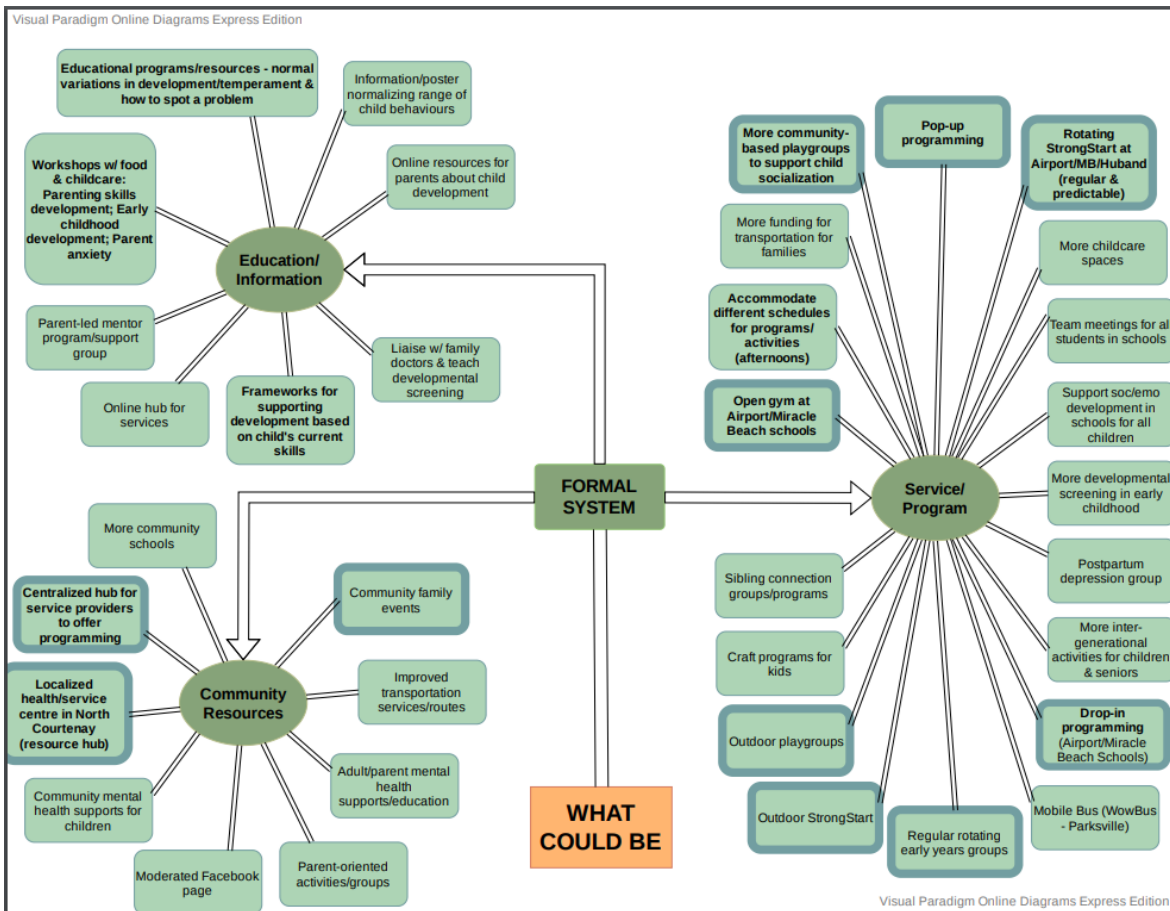 Visual Paradigm Online Diagrams Express Edition
Educational programs/resources - normal
variations in development/temperament &
how to spot a problem
Information/poster
normalizing range of
child behaviours
Workshops w/ food
& childcare:
Parenting skills
development; Early
childhood
development; Parent
anxiety
Online resources for
parents about child
development
Education/
Information
Parent-led mentor
program/support
group
Online hub for
services
Frameworks for
supporting
development based
on child's current
skills
Liaise w/ family
doctors & teach
developmental
screening
More community-
based playgroups
to support child
socialization
Pop-up
programming
Rotating
StrongStart at
Airport/MB/Huband
(regular &
predictable)
More funding for
transportation for
families
More childcare
spaces
Accommodate
different schedules
for programs/
activities
(afternoons)
Team meetings for al
students in schools
Open gym at
Airport/Miracle
Beach schools
Support soc/emo
development in
schools for all
children
FORMAL
SYSTEM
Service/
Program
More developmental
screening in early
childhood
Sibling connection
groups/programs
Postpartum
depression group
Craft programs for
kids
More inter-
generational
activities for children
& seniors
Outdoor playgroups
Drop-in
programming
(Airport/Miracle
Beach Schools)
Outdoor StrongStart
Regular rotating
early years groups
Mobile Bus (WowBus
- Parksville)
More community
schools
Centralized hub for
service providers
to offer
programming
Community family
events
Localized
health/service
centre in North
Courtenay
(resource hub)
Community
Resources
Improved
transportation
services/routes
Community mental
health supports for
children
Adult/parent mental
health
supports/education
Moderated Facebook
page
Parent-oriented
activities/groups
WHAT
COULD BE
Visual Paradigm Online Diagrams Express Edition